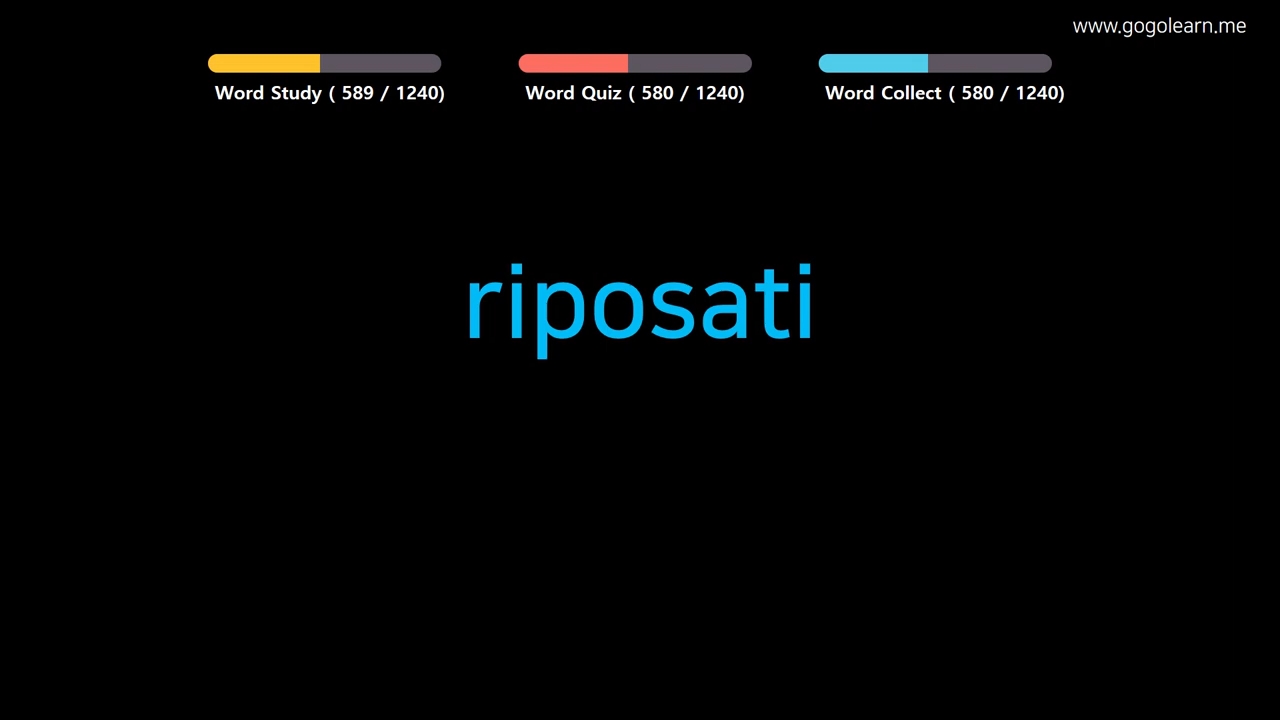 www.gogolearn.me
Word Study ( 589 / 1240)
Word Quiz ( 580 / 1240)
Word Collect ( 580 / 1240)
riposati